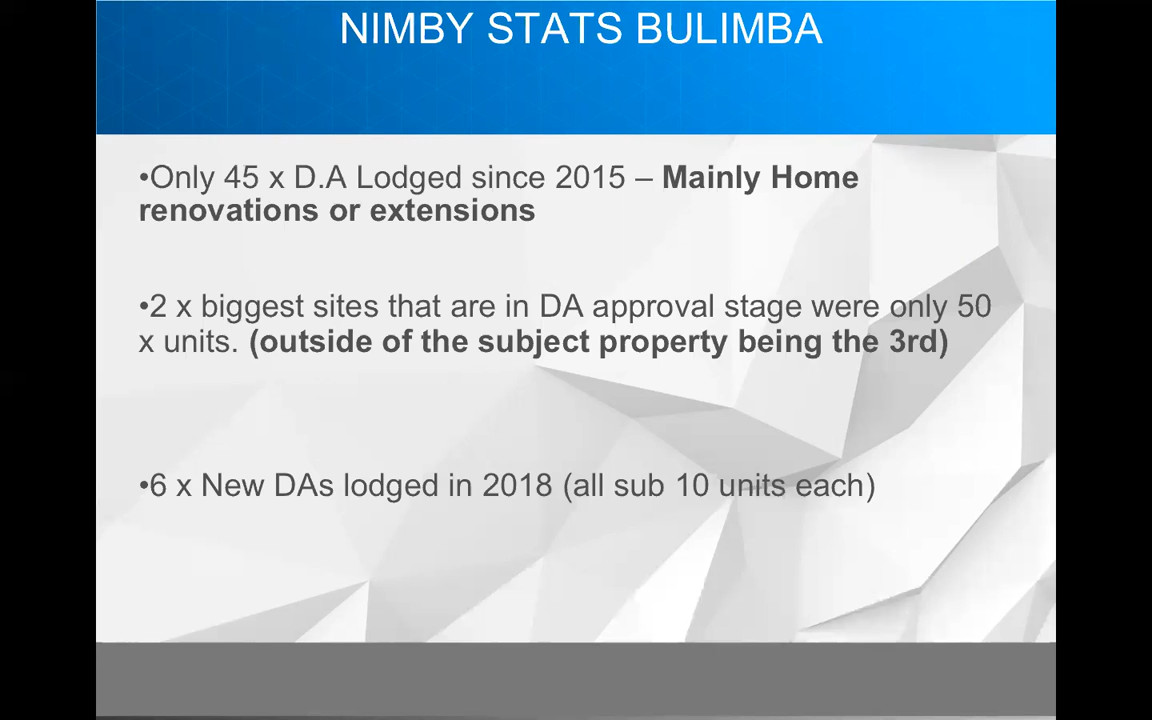 NIMBY STATS BULIMBA
•Only 45 x D.A Lodged since 2015 – Mainly Home
renovations or extensions
•2 x biggest sites that are in DA approval stage were only 50
x units. (outside of the subject property being the 3rd)
•6 x New DAs lodged in 2018 (all sub 10 units each)